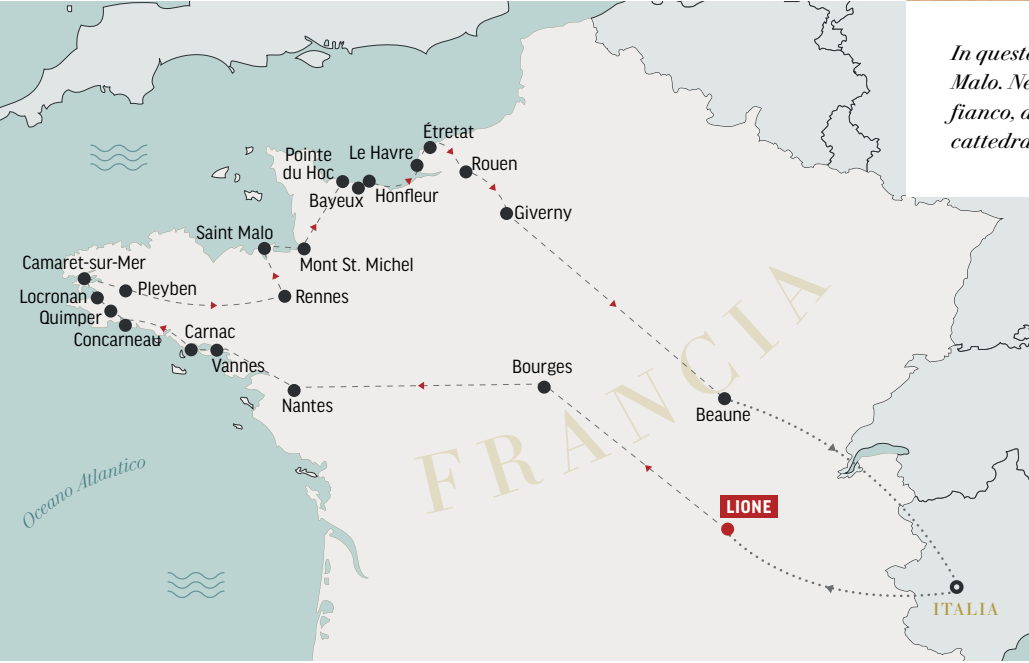 In questo
Malo. Ne
fianco, a
cattedra
Étretat
Pointe
du Hoc
Le Havre
Rouen
Bayeux
Honfleur
Giverny
Saint Malo
Mont St. Michel
Camaret-sur-Mer
Pleyben
Locronan
Rennes
Quimper
Concarneau
Carnac
Vannes
Bourges
Nantes
Beaune
FRANCIA
Oceano Atlantico
LIONE
ITALIA